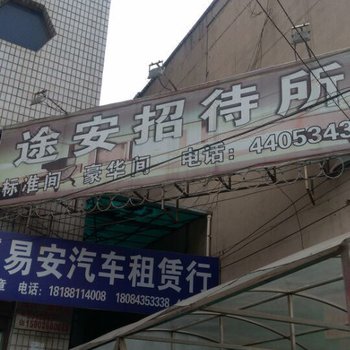 途安招待所
标准间 豪华间 电话：4405343
易安汽车租赁行
电话：18188114008 18084353338